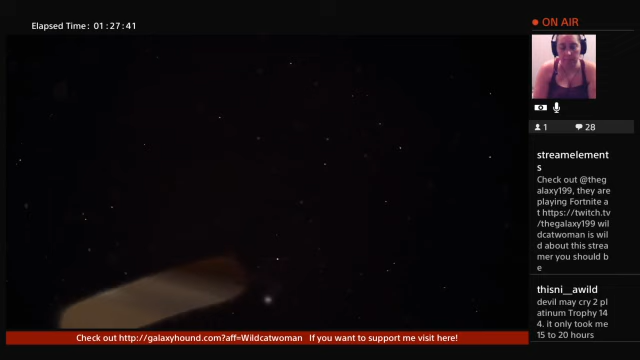 Elapsed Time: 01:27:41
ON AIR
1 28
streamelement
s
Check out @theg
alaxy199, they are
playing Fortnite a
t https://twitch.tv
/thegalaxy199 wil
dcatwoman is wil
d about this strea
mer you should b
e
thisni__awild
devil may cry 2 pl
atinum Trophy 14
4. it only took me
15 to 20 hours
Check out http://galaxyhound.com?aff=Wildcatwoman If you want to support me visit here!